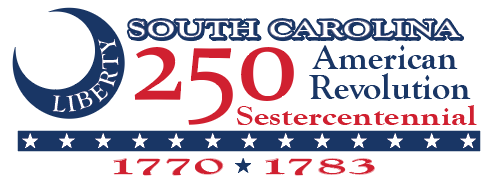 LIBERTY
SOUTH CAROLINA
250
American
Revolution
Sestercentennial
1770 ★ 1783